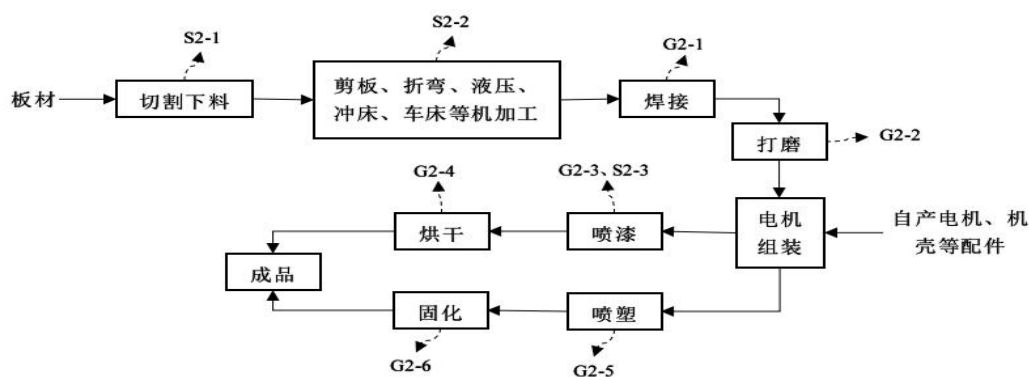 S2-1
S2-2
G2-1
板材
切割下料
剪板、折弯、液压、
冲床、车床等机加工
焊接
打磨
G2-2
G2-4
G2-3、S2-3
烘干
喷漆
电机
组装
自产电机、机
壳等配件
成品
固化
喷塑
G2-6
G2-5